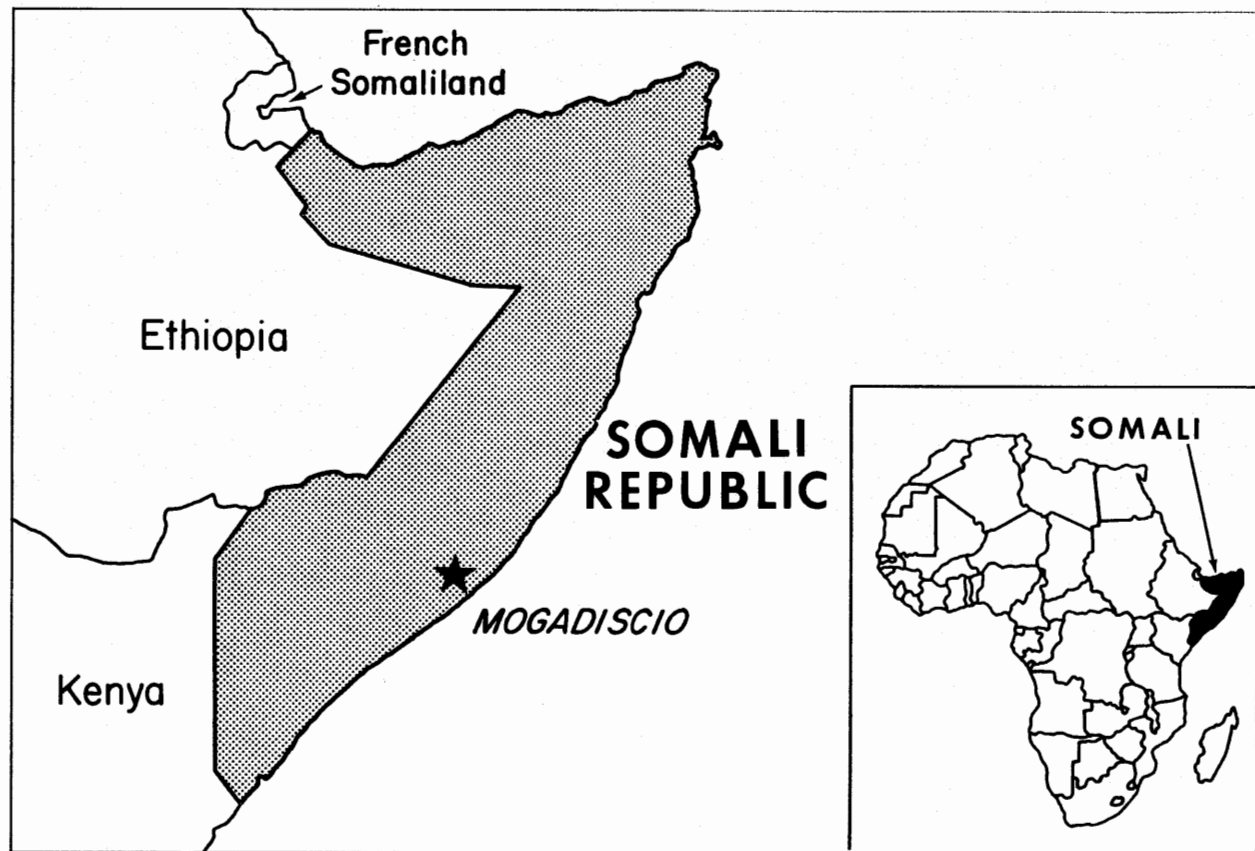 French
Somaliland
Ethiopia
SOMALI
REPUBLIC
MOGADISCIO
Kenya
SOMALI